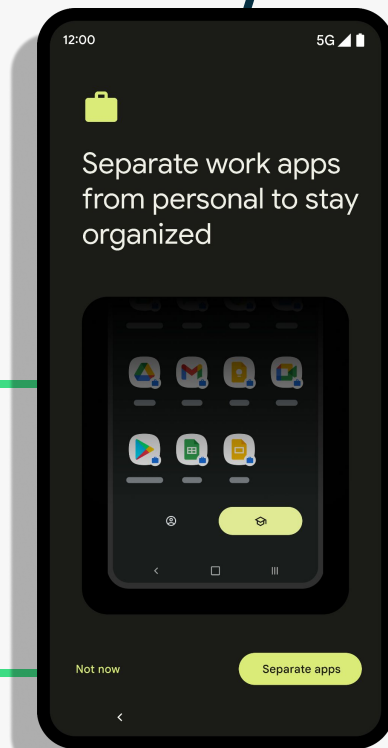 12:00
5G
Separate work apps
from personal to stay
organized
Not now
Separate apps